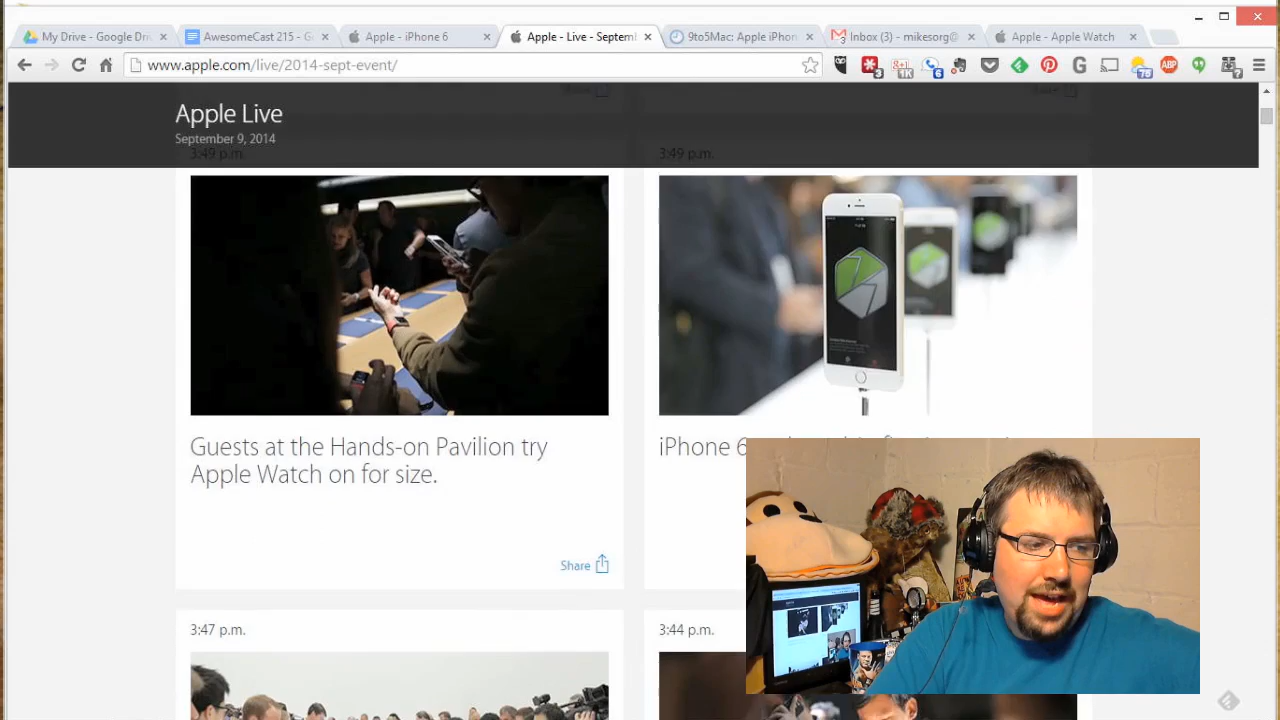 My Drive - Google Dri
AwesomeCast 215 - G
Apple - iPhone 6
Apple - Live - Septem
9to5Mac: Apple iPhon
Inbox (3) - mikesorg@
Apple - Apple Watch
www.apple.com/live/2014-sept-event/
Apple Live
September 9, 2014
3:49 p.m.
3:49 p.m.
Guests at the Hands-on Pavilion try
Apple Watch on for size.
iPhone 6
Share
3:47 p.m.
3:44 p.m.